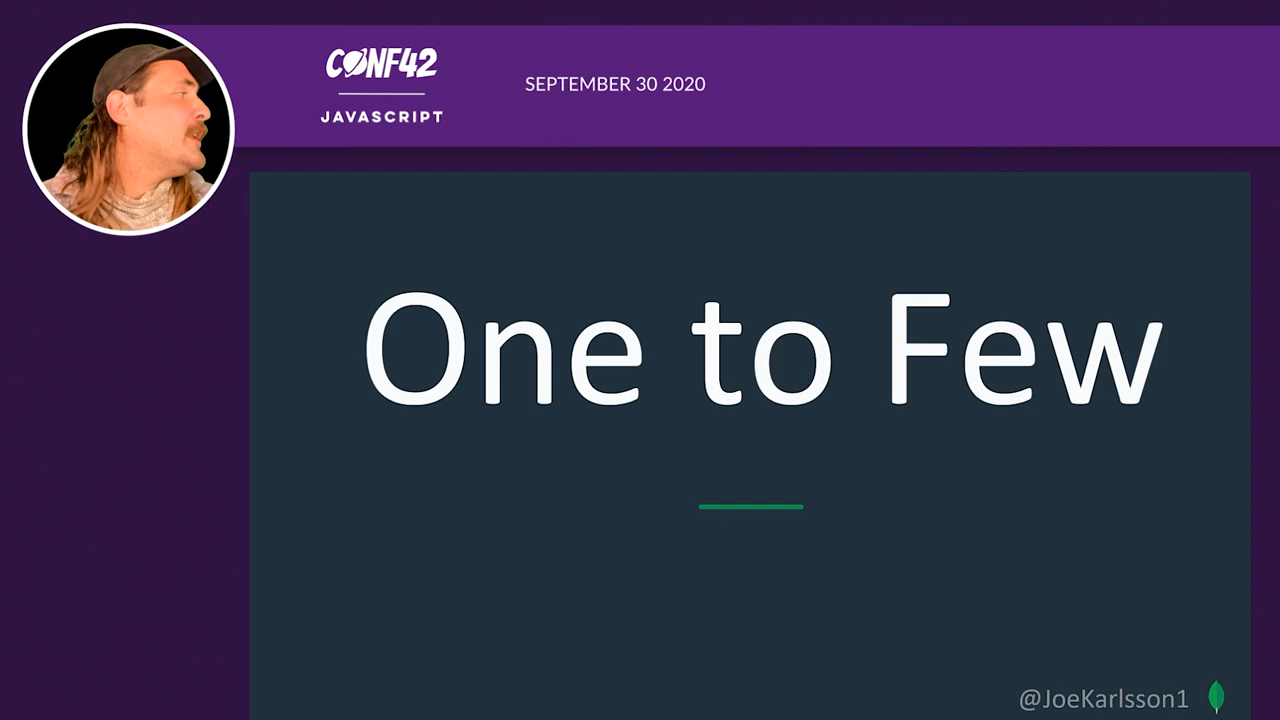 CONF42
JAVASCRIPT
SEPTEMBER 30 2020
One to Few
@JoeKarlsson1